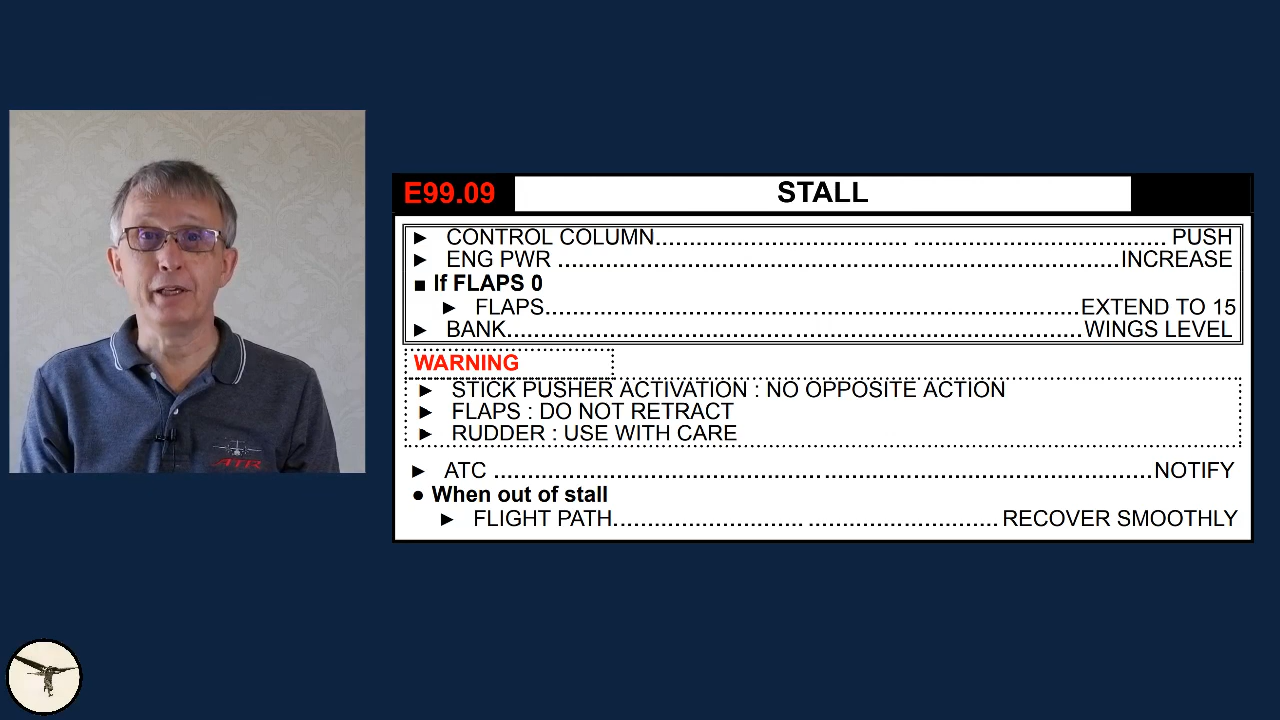 E99.09 STALL
► CONTROL COLUMN........................................ ........................................ PUSH
► ENG PWR ........................................................................................INCREASE
■ If FLAPS 0
► FLAPS................................................................................EXTEND TO 15
► BANK................................................................................WINGS LEVEL
WARNING
► STICK PUSHER ACTIVATION : NO OPPOSITE ACTION
► FLAPS : DO NOT RETRACT
► RUDDER : USE WITH CARE
► ATC ................................................................................................NOTIFY
● When out of stall
► FLIGHT PATH............................ ............................ RECOVER SMOOTHLY
ATR